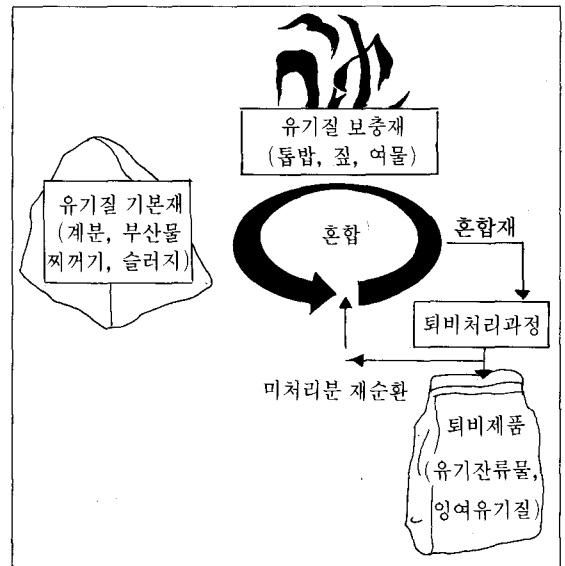 유기질 보충재
(톱밥, 짚, 여물)
유기질 기본재
(계분, 부산물
찌꺼기, 슬러지)
혼합
혼합재
퇴비처리과정
미처리분 재순환
퇴비제품
(유기잔류물,
잉여유기질)